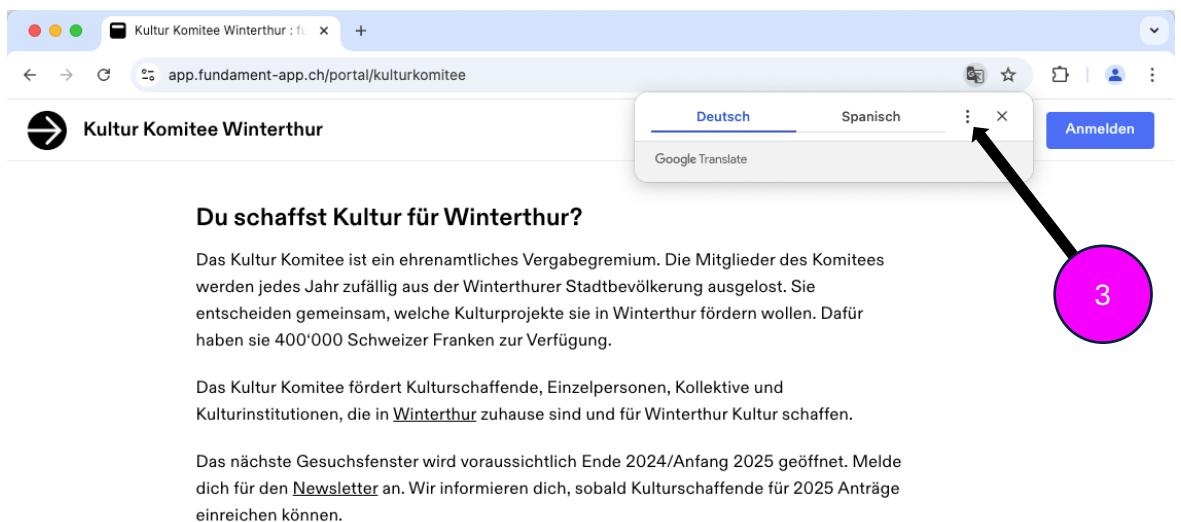 Kultur Komitee Winterthur : fu
app.fundament-app.ch/portal/kulturkomitee
Kultur Komitee Winterthur
Deutsch
Spanisch
Anmelden
Google Translate
3
Du schaffst Kultur für Winterthur?
Das Kultur Komitee ist ein ehrenamtliches Vergabegremium. Die Mitglieder des Komitees
werden jedes Jahr zufällig aus der Winterthurer Stadtbevölkerung ausgelost. Sie
entscheiden gemeinsam, welche Kulturprojekte sie in Winterthur fördern wollen. Dafür
haben sie 400‘000 Schweizer Franken zur Verfügung.
Das Kultur Komitee fördert Kulturschaffende, Einzelpersonen, Kollektive und
Kulturinstitutionen, die in Winterthur zuhause sind und für Winterthur Kultur schaffen.
Das nächste Gesuchsfenster wird voraussichtlich Ende 2024/Anfang 2025 geöffnet. Melde
dich für den Newsletter an. Wir informieren dich, sobald Kulturschaffende für 2025 Anträge
einreichen können.